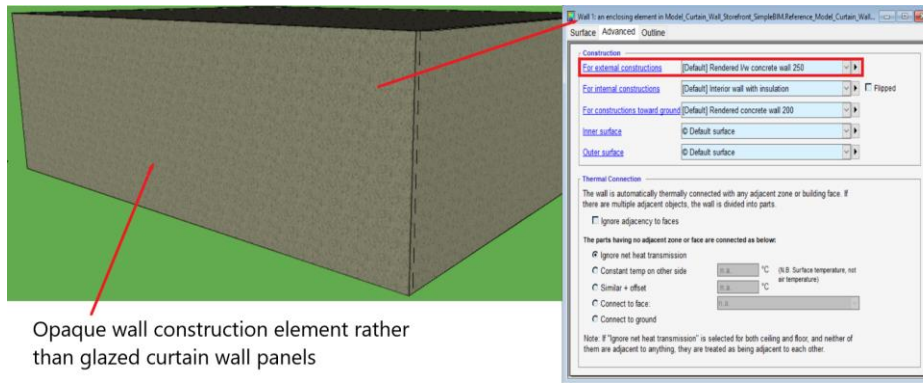 Wall 1: an enclosing element in Model_Curtain_Wall_Storefront_SimpleBIM.Reference_Model_Curtain_Wall...
Surface Advanced Outline
Construction
For external constructions [Default] Rendered l/w concrete wall 250
For internal constructions [Default] Interior wall with insulation Flipped
For constructions toward ground [Default] Rendered concrete wall 200
Inner surface © Default surface
Outer surface © Default surface
Thermal Connection
The wall is automatically thermally connected with any adjacent zone or building face. If
there are multiple adjacent objects, the wall is divided into parts.
Ignore adjacency to faces
The parts having no adjacent zone or face are connected as below:
Ignore net heat transmission
Constant temp on other side n.a. °C (N.B. Surface temperature, not
air temperature)
Similar + offset n.a. °C
Connect to face: n.a.
Connect to ground
Note: If "Ignore net heat transmission" is selected for both ceiling and floor, and neither of
them are adjacent to anything, they are treated as being adjacent to each other.
Opaque wall construction element rather
than glazed curtain wall panels